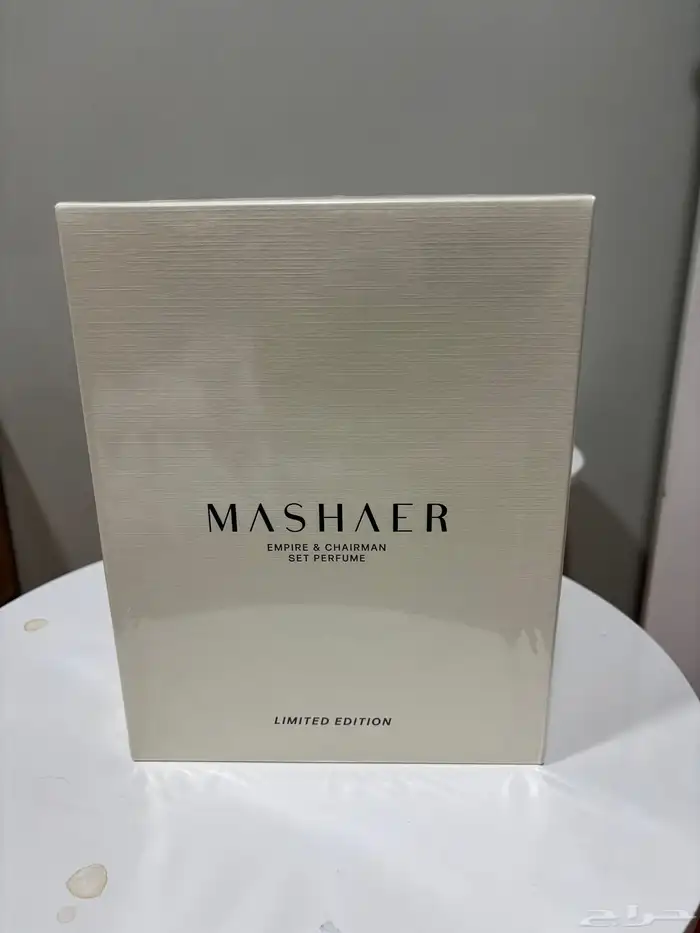 MASHAER
EMPIRE & CHAIRMAN
SET PERFUME
LIMITED EDITION
حراج